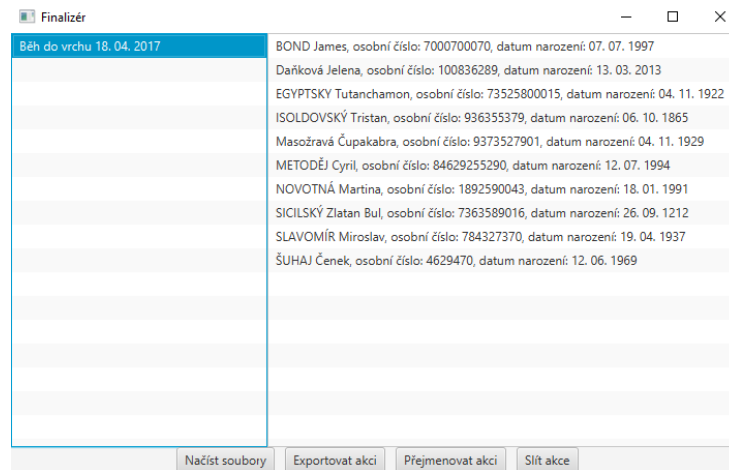 Finalizér
Běh do vrchu 18. 04. 2017
BOND James, osobní číslo: 7000700070, datum narození: 07. 07. 1997
Daňková Jelena, osobní číslo: 100836289, datum narození: 13. 03. 2013
EGYPTSKY Tutanchamon, osobní číslo: 73525800015, datum narození: 04. 11. 1922
ISOLDOVSKÝ Tristan, osobní číslo: 936355379, datum narození: 06. 10. 1865
Masožravá Čupakabra, osobní číslo: 9373527901, datum narození: 04. 11. 1929
METODĚJ Cyril, osobní číslo: 84629255290, datum narození: 12. 07. 1994
NOVOTNÁ Martina, osobní číslo: 1892590043, datum narození: 18. 01. 1991
SICILSKÝ Zlatan Bul, osobní číslo: 7363589016, datum narození: 26. 09. 1212
SLAVOMÍR Miroslav, osobní číslo: 784327370, datum narození: 19. 04. 1937
ŠUHAJ Čenek, osobní číslo: 4629470, datum narození: 12. 06. 1969
Načíst soubory
Exportovat akci
Přejmenovat akci
Slít akce